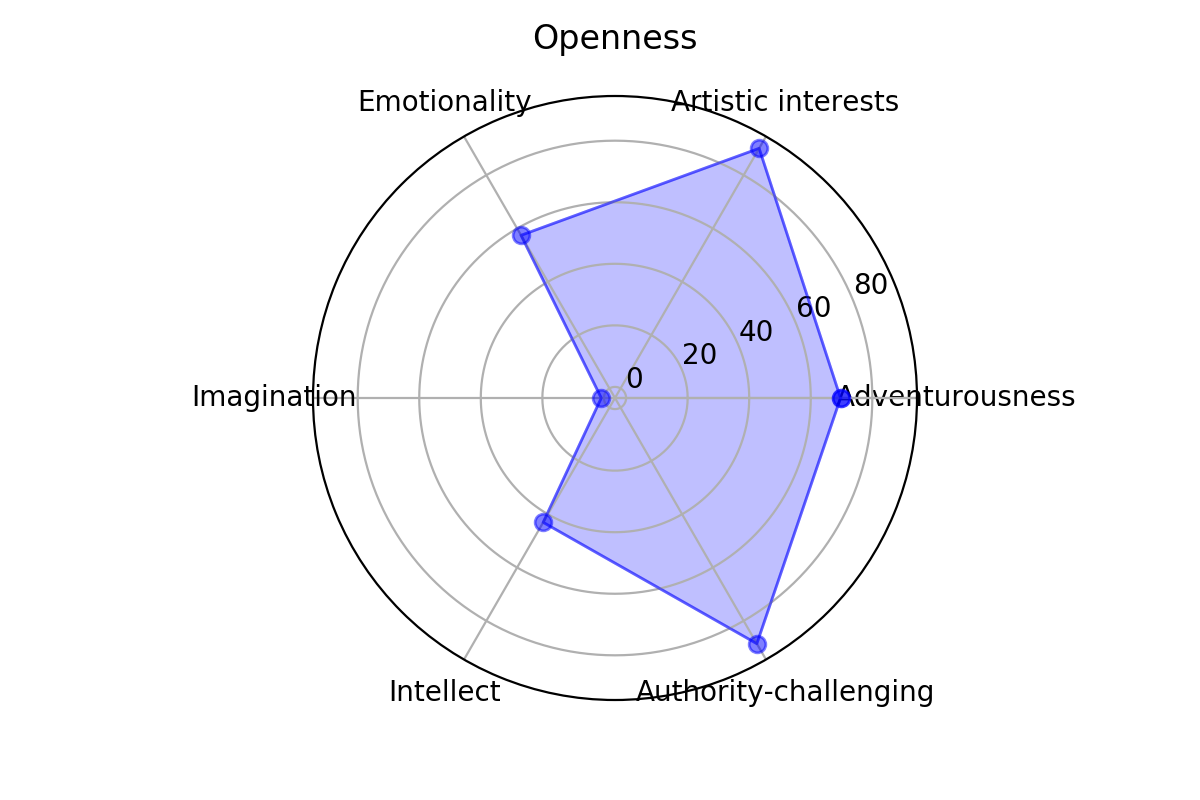 Openness
Emotionality
Artistic interests
80
60
40
20
0
Imagination
Adventurousness
Intellect
Authority-challenging